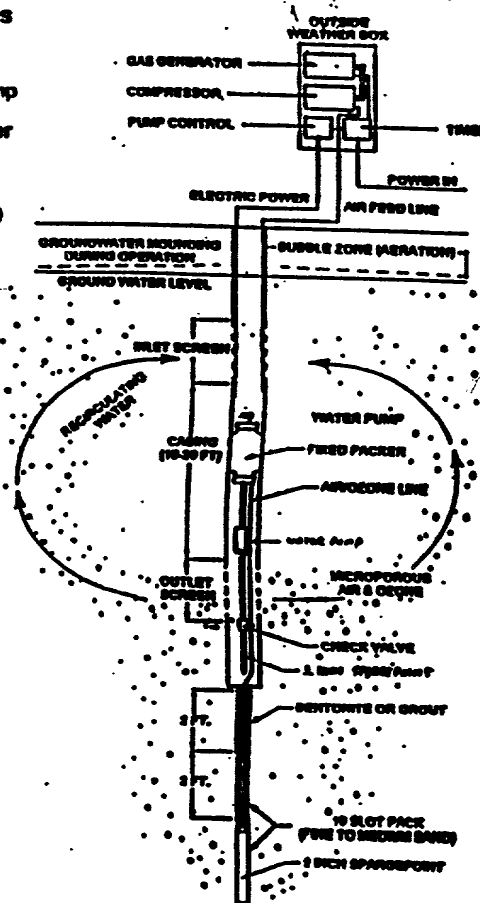 OUTSIDE
WEATHER BOX
GAS GENERATOR
COMPRESSOR
PUMP CONTROL
TIME
POWER IN
ELECTRIC POWER
AIR FEED LINE
GROUNDWATER MOUNDING
DURING OPERATION
BUBBLE ZONE (AERATION)
GROUND WATER LEVEL
INLET SCREEN
RECIRCULATING
WATER
WATER PUMP
CASING
FIXED PACKER
AIR/OZONE LINE
WATER PUMP
OUTLET
SCREEN
MICROPOROUS
AIR & OZONE
CHECK VALVE
BENTONITE OR GROUT
2 FT.
2 FT.
10 SLOT PACK
(FINE TO MEDIUM SAND)
2 INCH SPARGEPOINT